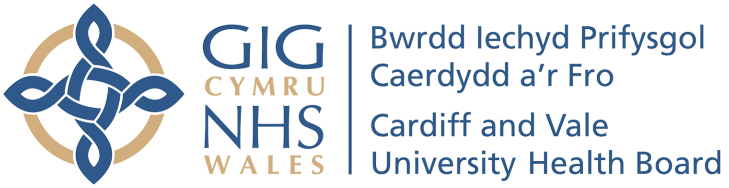 GIG
CYMRU
NHS
WALES
Bwrdd Iechyd Prifysgol
Caerdydd a'r Fro
Cardiff and Vale
University Health Board